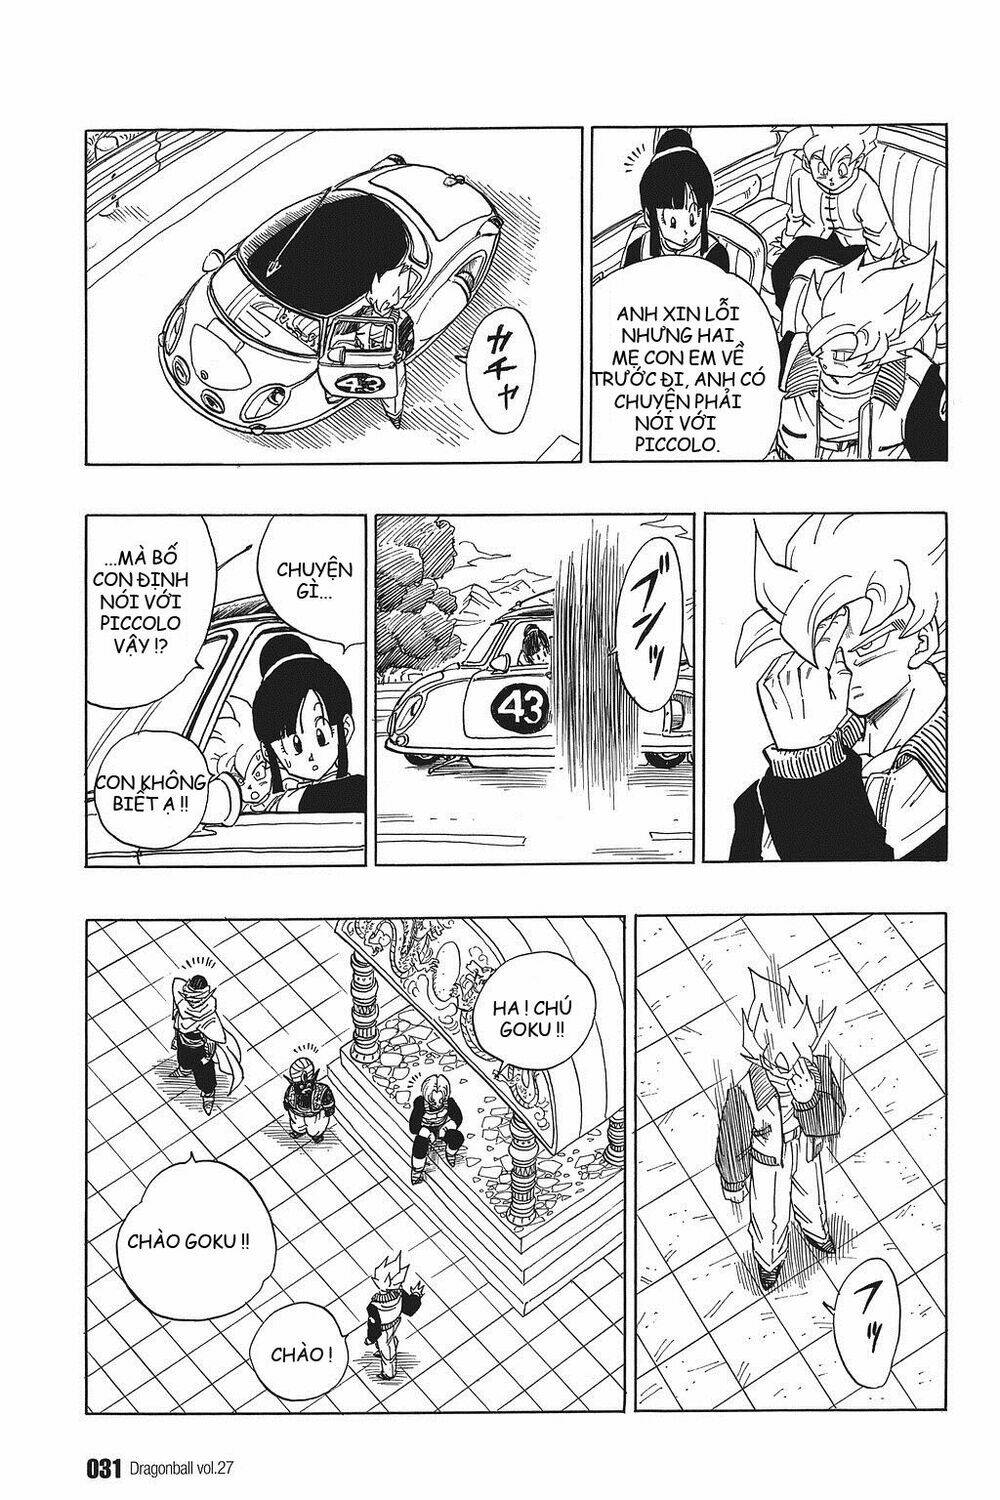 ANH XIN LỖI
NHƯNG HAI
MẸ CON EM VỀ
TRƯỚC ĐI, ANH CÓ
CHUYỆN PHẢI
NÓI VỚI
PICCOLO.
ガチャ
43
ブンッ
43
CHUYỆN
GÌ...
...MÀ BỐ
CON ĐỊNH
NÓI VỚI
PICCOLO
VẬY !?
CON KHÔNG
BIẾT Ạ !!
フッ
HA ! CHÚ
GOKU !!
CHÀO GOKU !!
CHÀO !
031 Dragonball vol.27